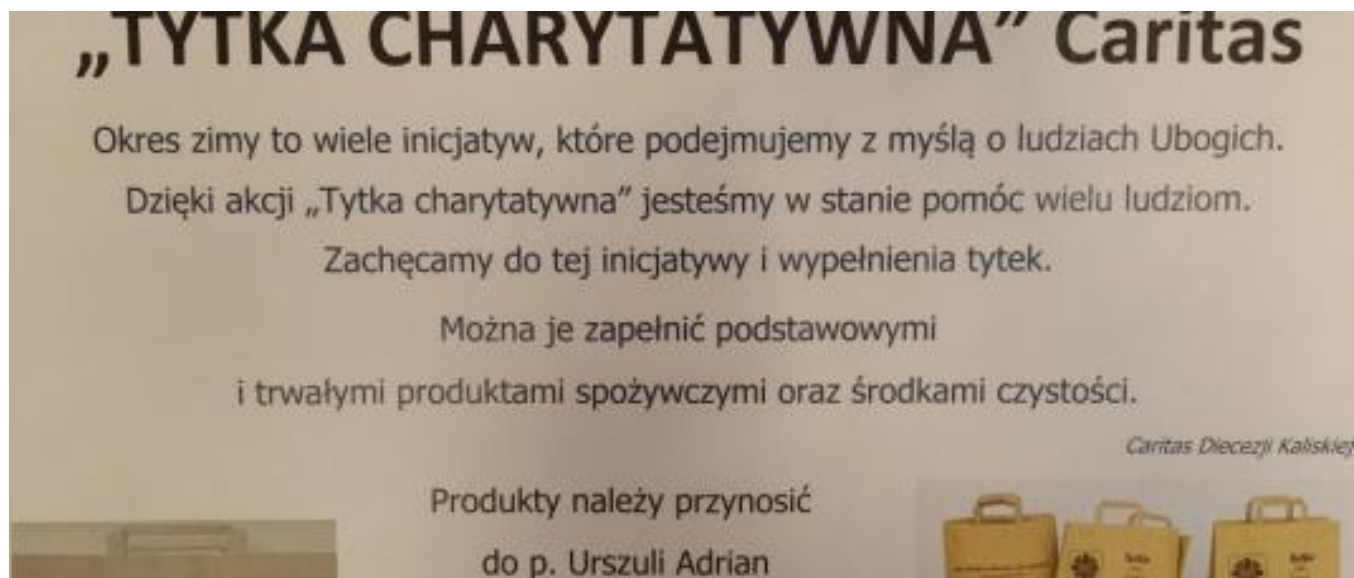 „TYTKA CHARYTATYWNA” Caritas
Okres zimy to wiele inicjatyw, które podejmujemy z myślą o ludziach Ubogich.
Dzięki akcji „Tytka charytatywna” jesteśmy w stanie pomóc wielu ludziom.
Zachęcamy do tej inicjatywy i wypełnienia tytek.
Można je zapełnić podstawowymi
i trwałymi produktami spożywczymi oraz środkami czystości.
Caritas Diecezji Kaliskiej
Produkty należy przynosić
do p. Urszuli Adrian